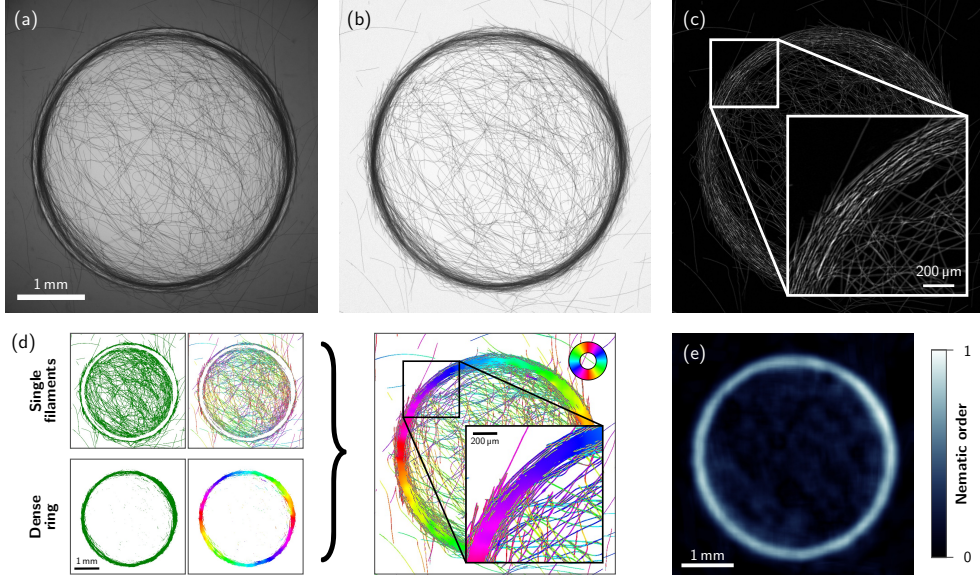 (a)
1 mm
(b)
(c)
200 µm
(d)
Single
filaments
Dense
ring
1 mm
200 µm
(e)
1 mm
1
Nematic order
0